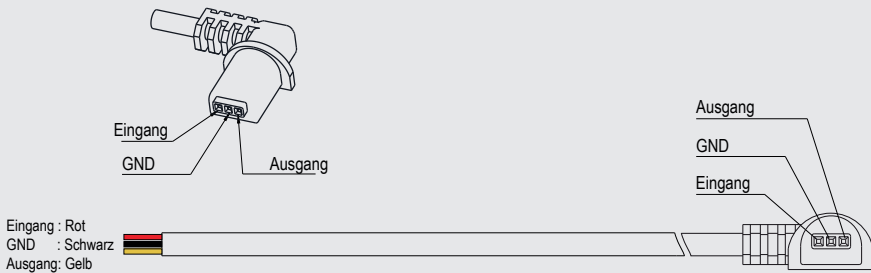 Eingang
GND
Ausgang
Ausgang
GND
Eingang
Eingang : Rot
GND : Schwarz
Ausgang: Gelb